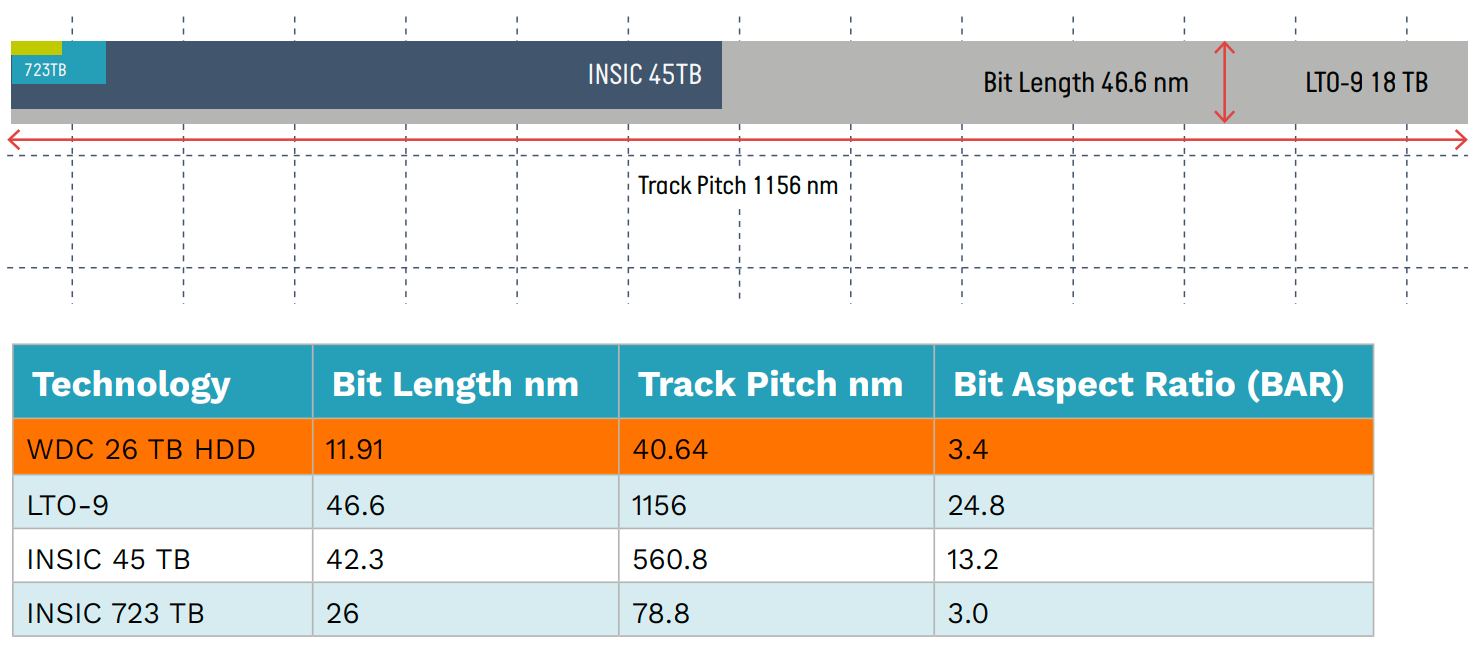 723TB
INSIC 45TB
Bit Length 46.6 nm
LTO-9 18 TB
Track Pitch 1156 nm
Technology Bit Length nm Track Pitch nm Bit Aspect Ratio (BAR)
WDC 26 TB HDD 11.91 40.64 3.4
LTO-9 46.6 1156 24.8
INSIC 45 TB 42.3 560.8 13.2
INSIC 723 TB 26 78.8 3.0